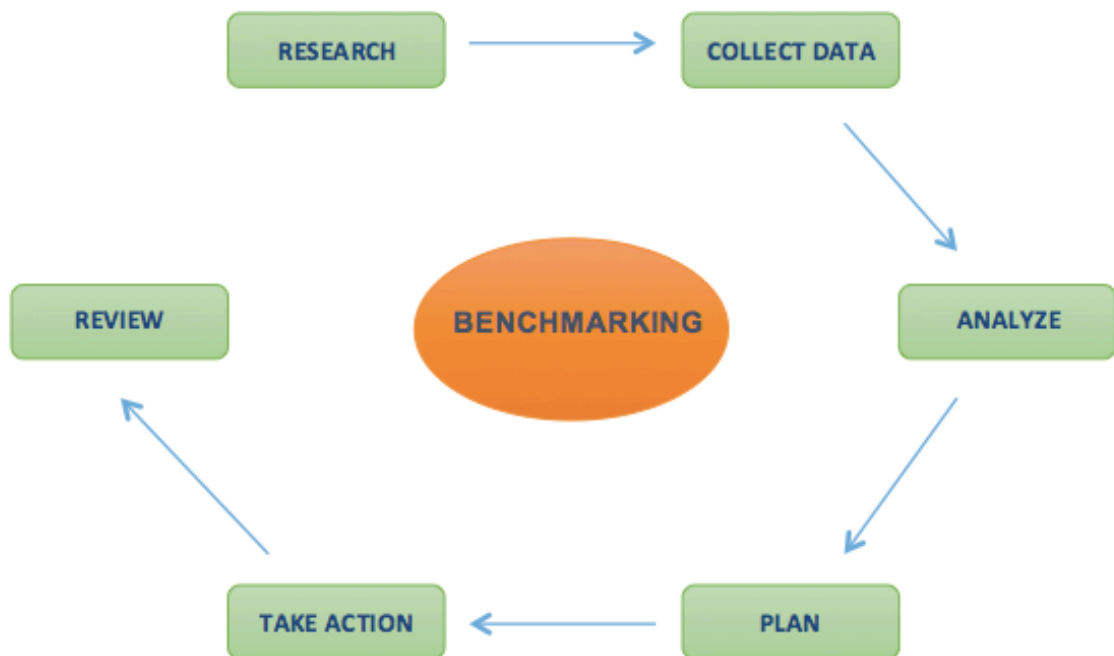 RESEARCH
COLLECT DATA
REVIEW
BENCHMARKING
ANALYZE
TAKE ACTION
PLAN